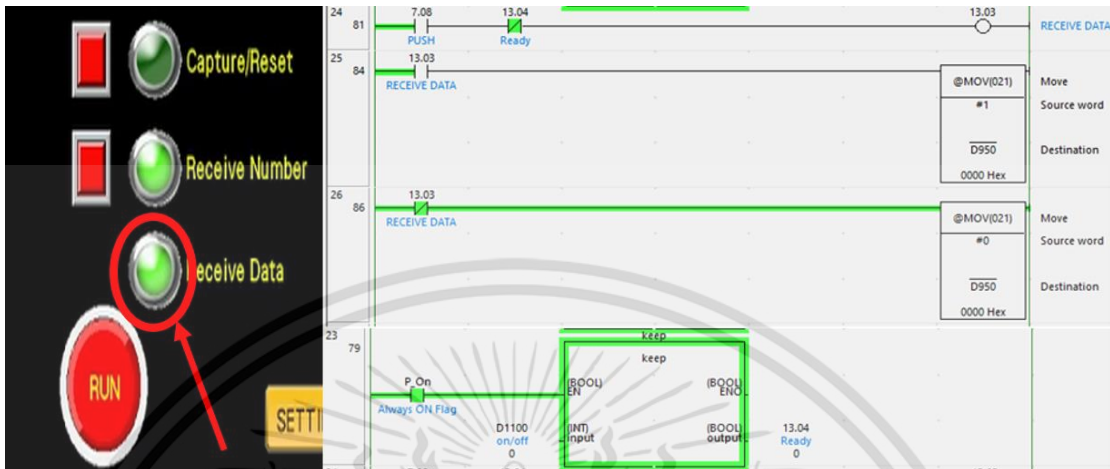 Capture/Reset
Receive Number
Receive Data
RUN
SETTI
24
81
7.08
PUSH
13.04
Ready
13.03
RECEIVE DATA
25
84
13.03
RECEIVE DATA
@MOV(021)
Move
#1
Source word
D950
Destination
0000 Hex
26
86
13.03
RECEIVE DATA
@MOV(021)
Move
#0
Source word
D950
Destination
0000 Hex
23
79
keep
keep
P_On
Always ON Flag
(BOOL)
EN
(BOOL)
ENO
D1100
on/off
0
(INT)
input
(BOOL)
output
13.04
Ready
0